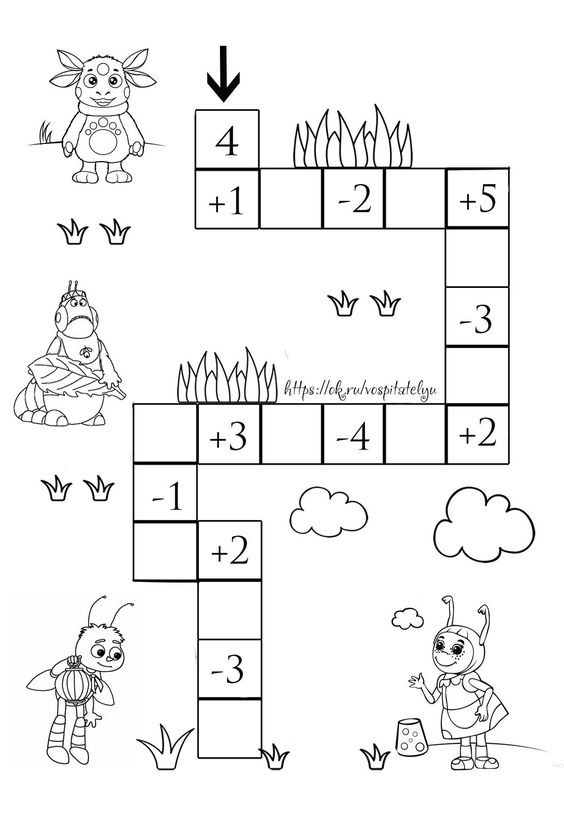 4
+1 -2 +5
-3
https://ok.ru/vospitatelyu
+3 -4 +2
-1
+2
-3